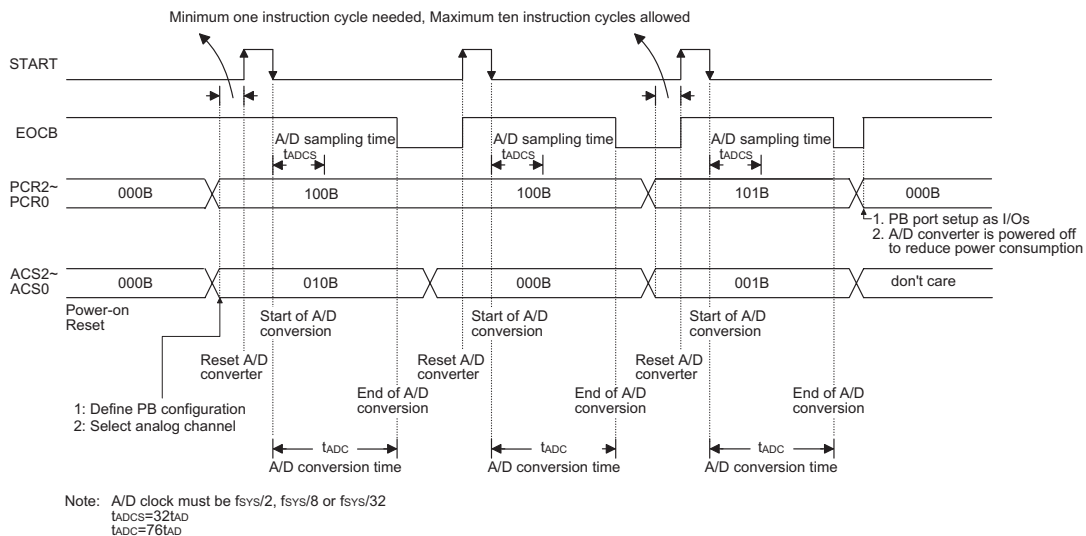 Minimum one instruction cycle needed, Maximum ten instruction cycles allowed
START
EOCB
A/D sampling time
tADCS
A/D sampling time
tADCS
A/D sampling time
tADCS
PCR2~
PCR0
000B
100B
100B
101B
000B
1. PB port setup as I/Os
2. A/D converter is powered off
to reduce power consumption
ACS2~
ACS0
000B
010B
000B
001B
don't care
Power-on
Reset
Start of A/D
conversion
Start of A/D
conversion
Start of A/D
conversion
Reset A/D
converter
Reset A/D
converter
Reset A/D
converter
1: Define PB configuration
2: Select analog channel
End of A/D
conversion
End of A/D
conversion
End of A/D
conversion
tADC
A/D conversion time
tADC
A/D conversion time
tADC
A/D conversion time
Note: A/D clock must be fSYS/2, fSYS/8 or fSYS/32
tADCS=32tAD
tADC=76tAD